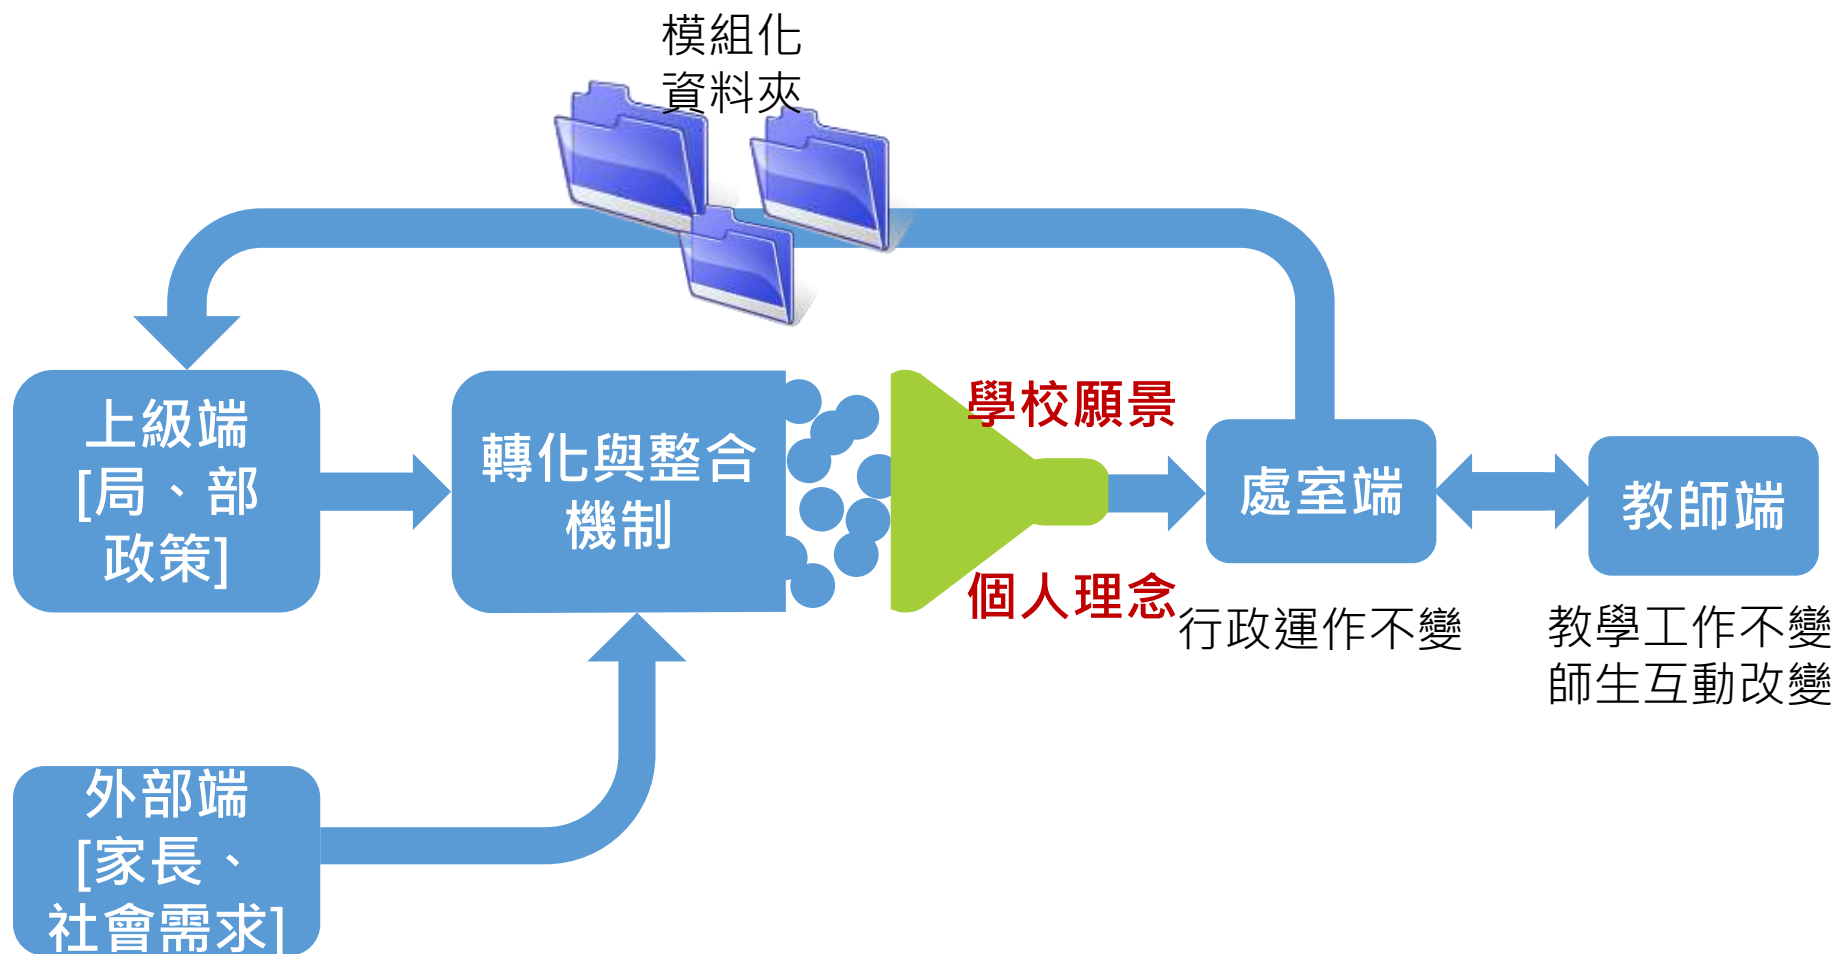 模組化
資料夾
上級端
[局、部
政策]
轉化與整合
機制
學校願景
個人理念
處室端
行政運作不變
教師端
教學工作不變
師生互動改變
外部端
[家長、
社會需求]